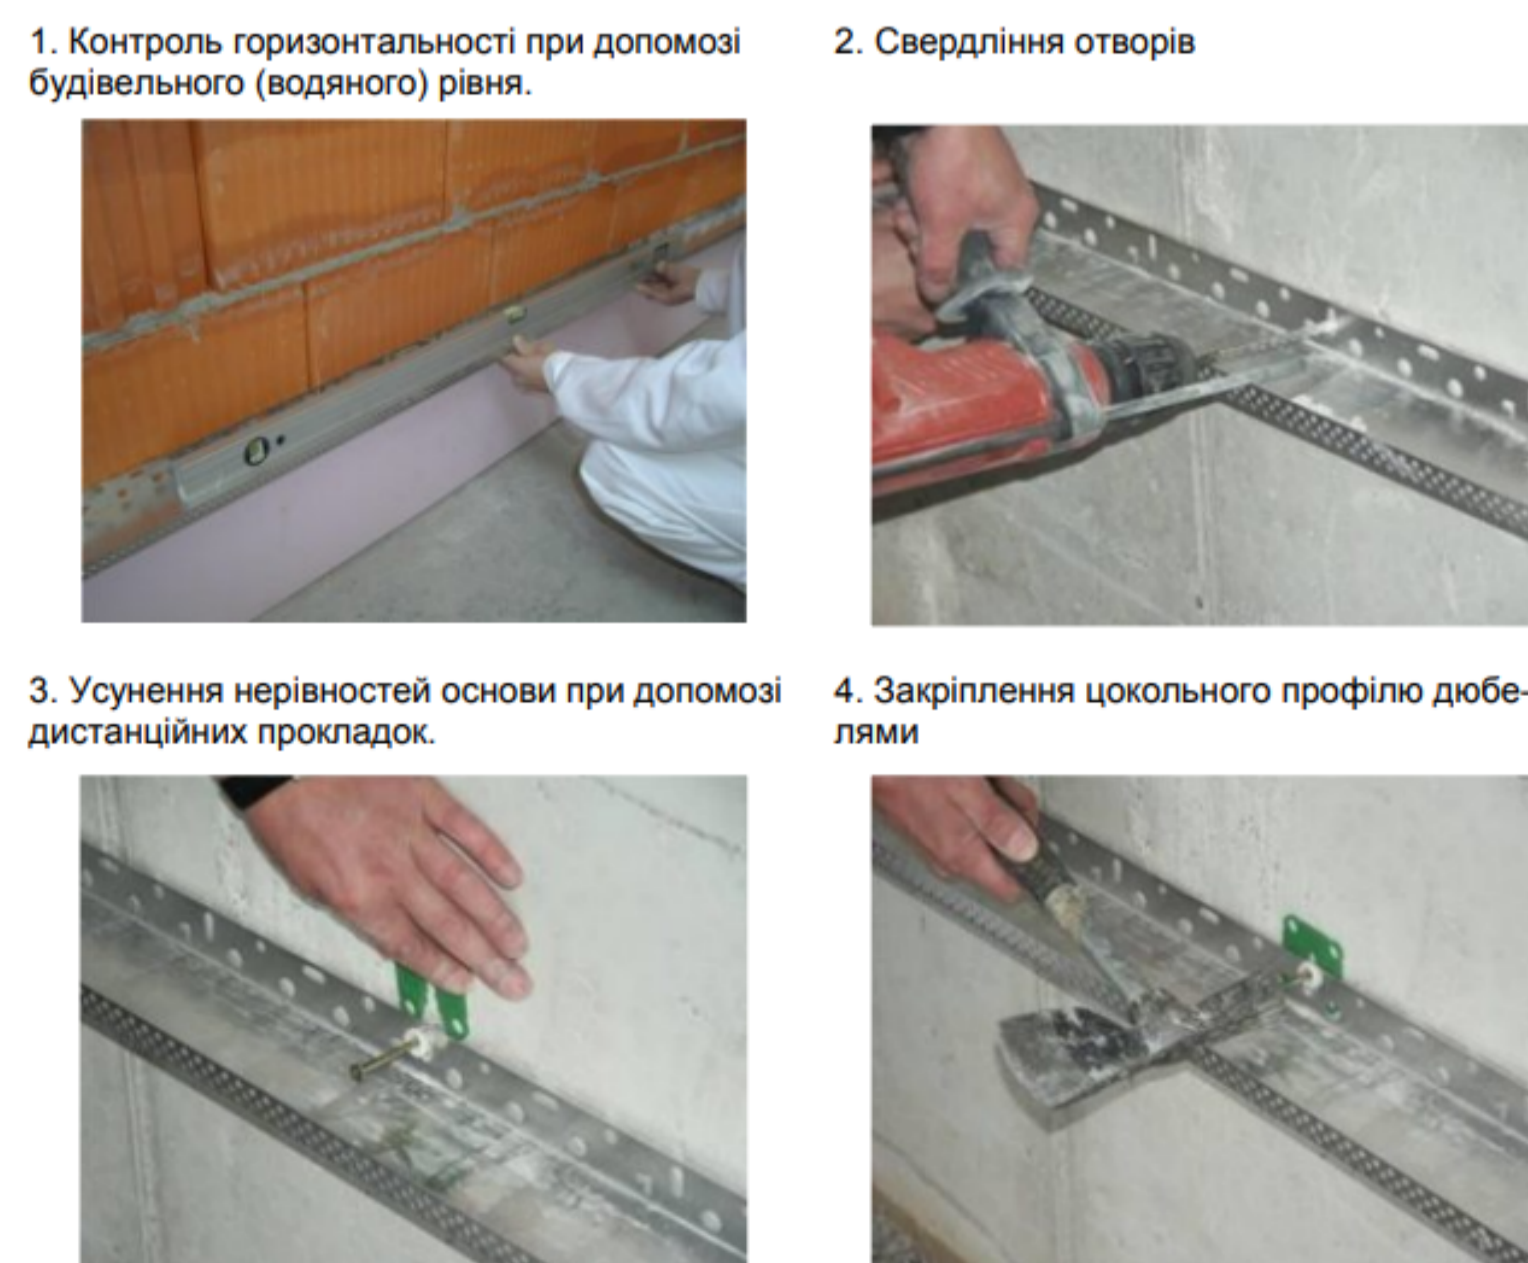 1. Контроль горизонтальності при допомозі
будівельного (водяного) рівня.
2. Свердління отворів
3. Усунення нерівностей основи при допомозі
дистанційних прокладок.
4. Закріплення цокольного профілю дюбе-
лями